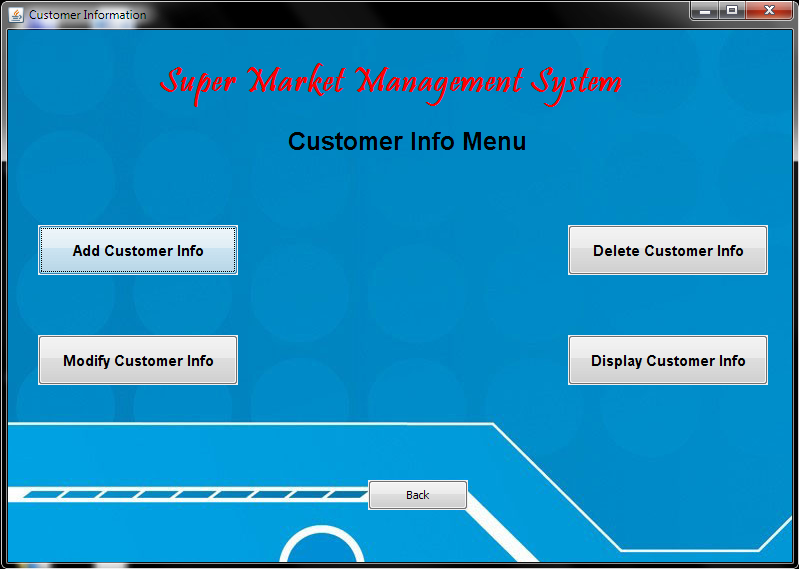 Customer Information
Super Market Management System
Customer Info Menu
Add Customer Info
Delete Customer Info
Modify Customer Info
Display Customer Info
Back